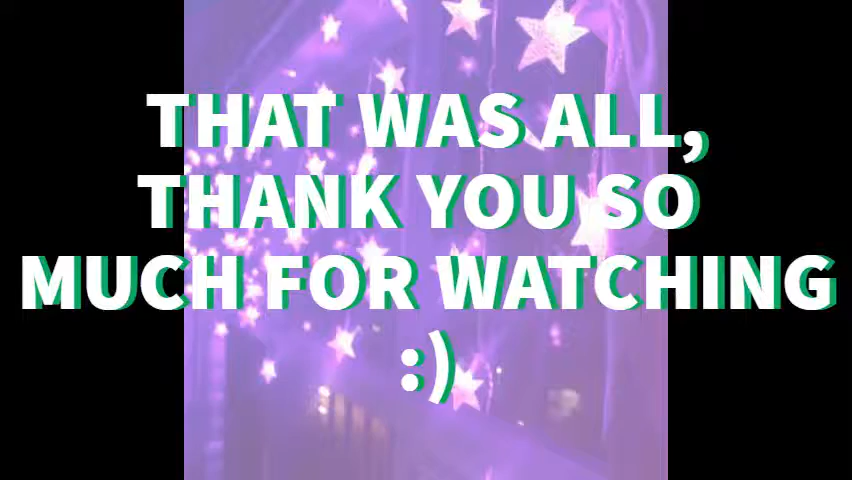 THAT WAS ALL,
THANK YOU SO
MUCH FOR WATCHING
:)